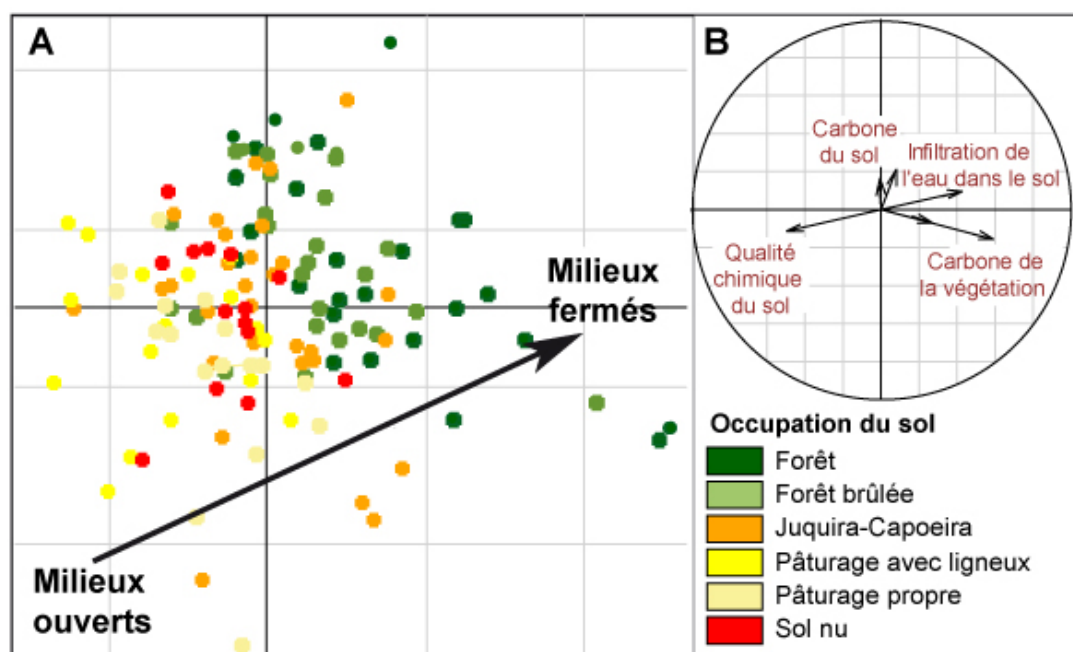 A
Milieux
fermés
Milieux
ouverts
B
Carbone
du sol
Infiltration de
l'eau dans le sol
Qualité
chimique
du sol
Carbone de
la végétation
Occupation du sol
Forêt
Forêt brûlée
Juquira-Capoeira
Pâturage avec ligneux
Pâturage propre
Sol nu